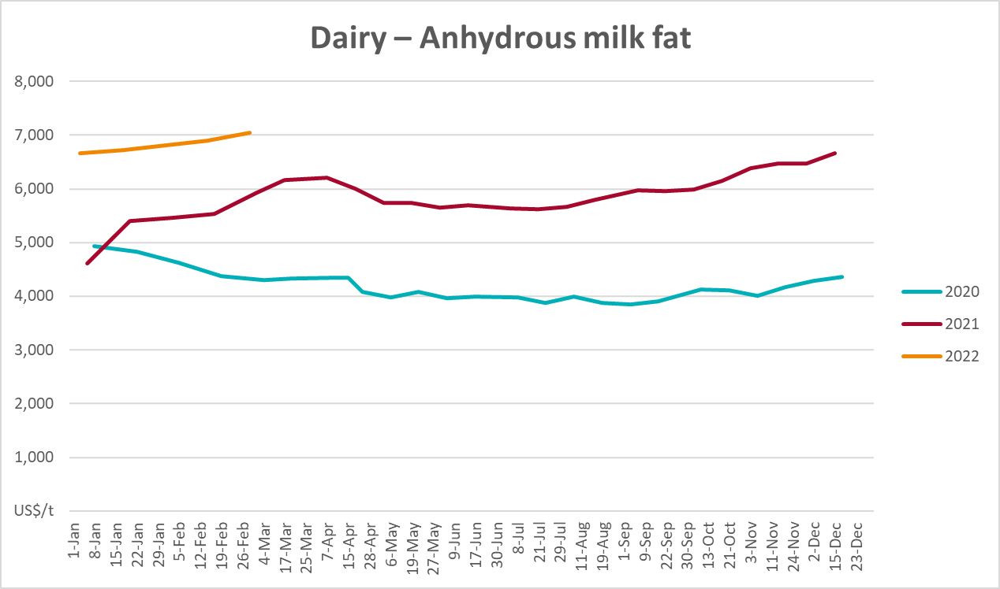 Dairy – Anhydrous milk fat
8,000
7,000
6,000
5,000
4,000
3,000
2,000
1,000
US$/t
1-Jan
8-Jan
15-Jan
22-Jan
29-Jan
5-Feb
12-Feb
19-Feb
26-Feb
4-Mar
17-Mar
25-Mar
7-Apr
15-Apr
28-Apr
6-May
19-May
27-May
9-Jun
17-Jun
30-Jun
8-Jul
21-Jul
29-Jul
11-Aug
19-Aug
1-Sep
9-Sep
22-Sep
30-Sep
13-Oct
21-Oct
3-Nov
11-Nov
24-Nov
2-Dec
15-Dec
23-Dec
2020
2021
2022